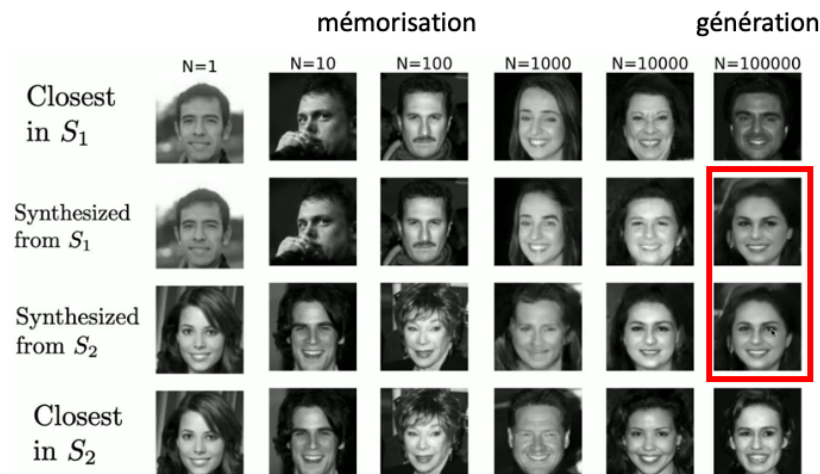 mémorisation génération
N=1 N=10 N=100 N=1000 N=10000 N=100000
Closest
in S₁
Synthesized
from S₁
Synthesized
from S₂
Closest
in S₂